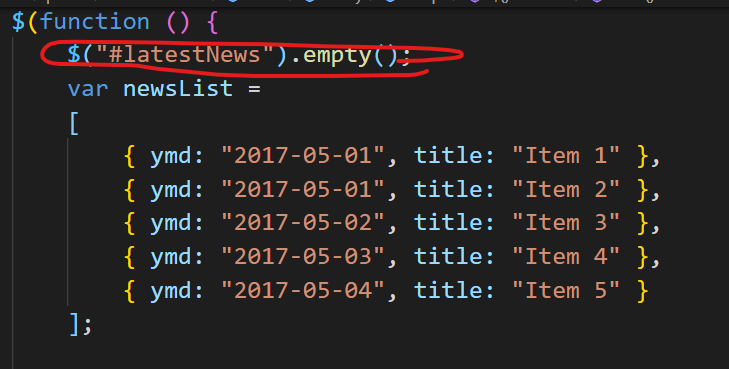 $(function () {
$("#latestNews").empty();
var newsList =
[
{ ymd: "2017-05-01", title: "Item 1" },
{ ymd: "2017-05-01", title: "Item 2" },
{ ymd: "2017-05-02", title: "Item 3" },
{ ymd: "2017-05-03", title: "Item 4" },
{ ymd: "2017-05-04", title: "Item 5" }
];